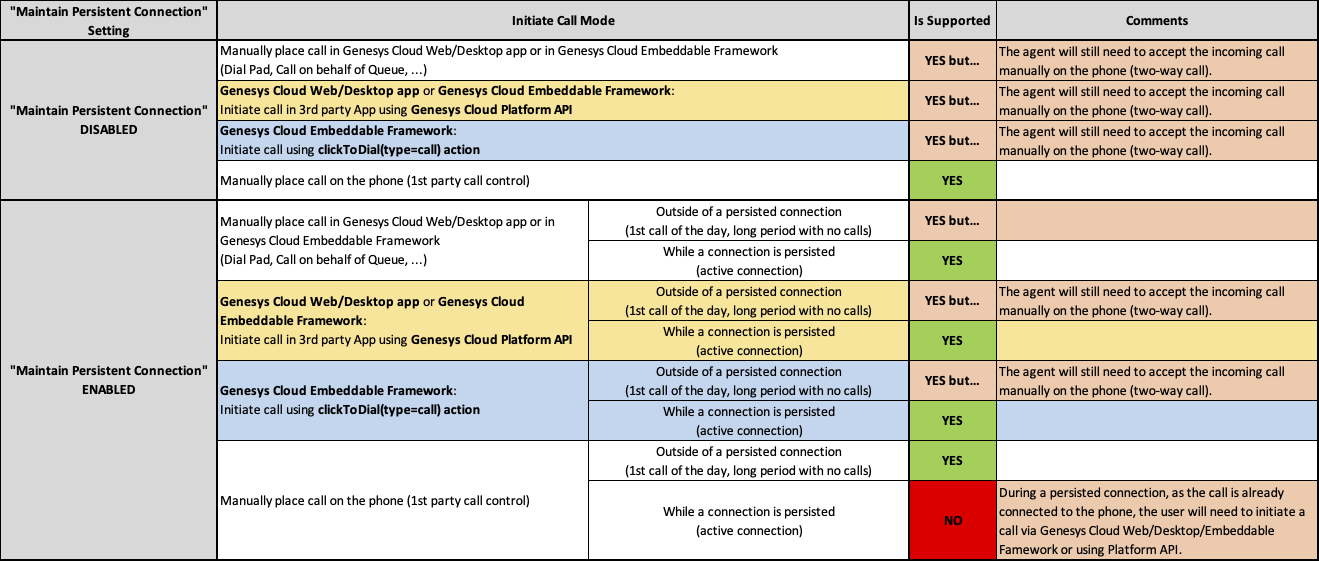 "Maintain Persistent Connection"
Setting
Initiate Call Mode
Is Supported
Comments
"Maintain Persistent Connection"
DISABLED
Manually place call in Genesys Cloud Web/Desktop app or in Genesys Cloud Embeddable Framework
(Dial Pad, Call on behalf of Queue, ...)
YES but...
The agent will still need to accept the incoming call
manually on the phone (two-way call).
Genesys Cloud Web/Desktop app or Genesys Cloud Embeddable Framework:
Initiate call in 3rd party App using Genesys Cloud Platform API
YES but...
The agent will still need to accept the incoming call
manually on the phone (two-way call).
Genesys Cloud Embeddable Framework:
Initiate call using clickToDial(type=call) action
YES but...
The agent will still need to accept the incoming call
manually on the phone (two-way call).
Manually place call on the phone (1st party call control)
YES
"Maintain Persistent Connection"
ENABLED
Manually place call in Genesys Cloud Web/Desktop app or in
Genesys Cloud Embeddable Framework
(Dial Pad, Call on behalf of Queue, ...)
Outside of a persisted connection
(1st call of the day, long period with no calls)
YES but...
While a connection is persisted
(active connection)
YES
Genesys Cloud Web/Desktop app or Genesys Cloud
Embeddable Framework:
Initiate call in 3rd party App using Genesys Cloud Platform API
Outside of a persisted connection
(1st call of the day, long period with no calls)
YES but...
The agent will still need to accept the incoming call
manually on the phone (two-way call).
While a connection is persisted
(active connection)
YES
Genesys Cloud Embeddable Framework:
Initiate call using clickToDial(type=call) action
Outside of a persisted connection
(1st call of the day, long period with no calls)
YES but...
The agent will still need to accept the incoming call
manually on the phone (two-way call).
While a connection is persisted
(active connection)
YES
Manually place call on the phone (1st party call control)
Outside of a persisted connection
(1st call of the day, long period with no calls)
YES
While a connection is persisted
(active connection)
NO
During a persisted connection, as the call is already
connected to the phone, the user will need to initiate a
call via Genesys Cloud Web/Desktop/Embeddable
Famework or using Platform API.